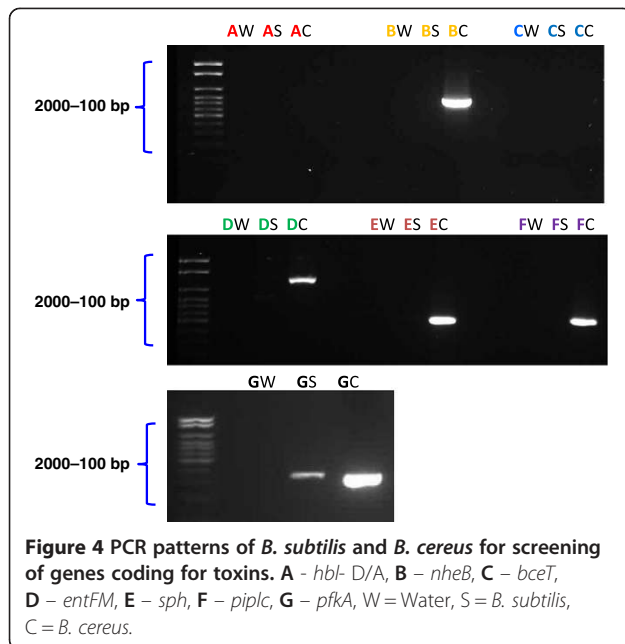 AW AS AC BW BS BC CW CS CC
2000–100 bp
DW DS DC EW ES EC FW FS FC
2000–100 bp
GW GS GC
2000–100 bp
Figure 4 PCR patterns of B. subtilis and B. cereus for screening
of genes coding for toxins. A - hbl- D/A, B – nheB, C – bceT,
D – entFM, E – sph, F – piplc, G – pfkA, W = Water, S = B. subtilis,
C = B. cereus.